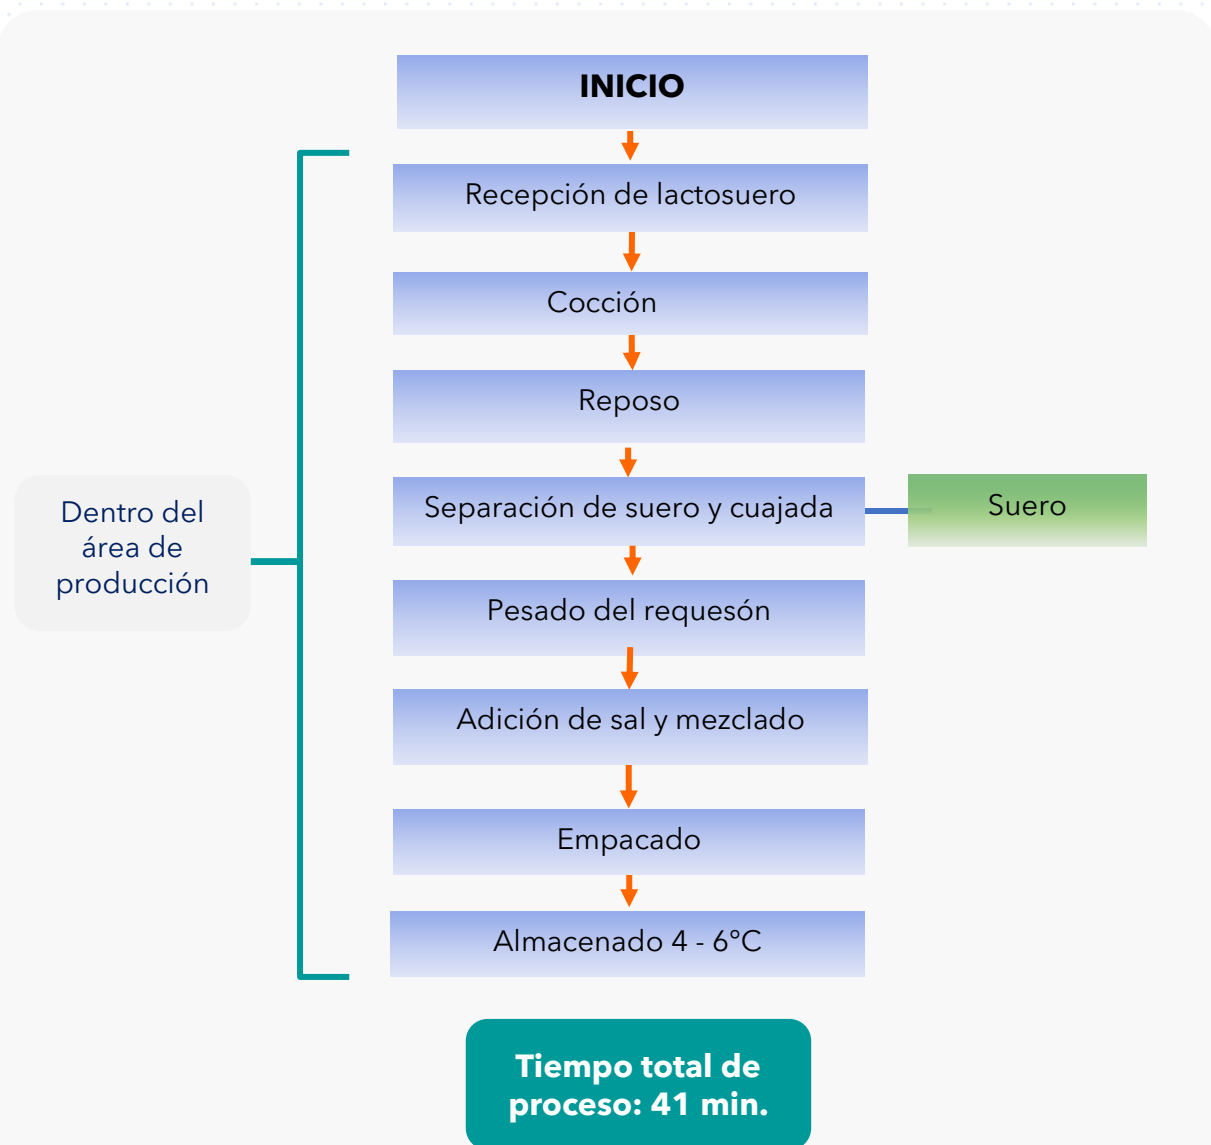 INICIO
Recepción de lactosuero
Cocción
Reposo
Separación de suero y cuajada
Suero
Dentro del
área de
producción
Pesado del requesón
Adición de sal y mezclado
Empacado
Almacenado 4 - 6°C
Tiempo total de
proceso: 41 min.